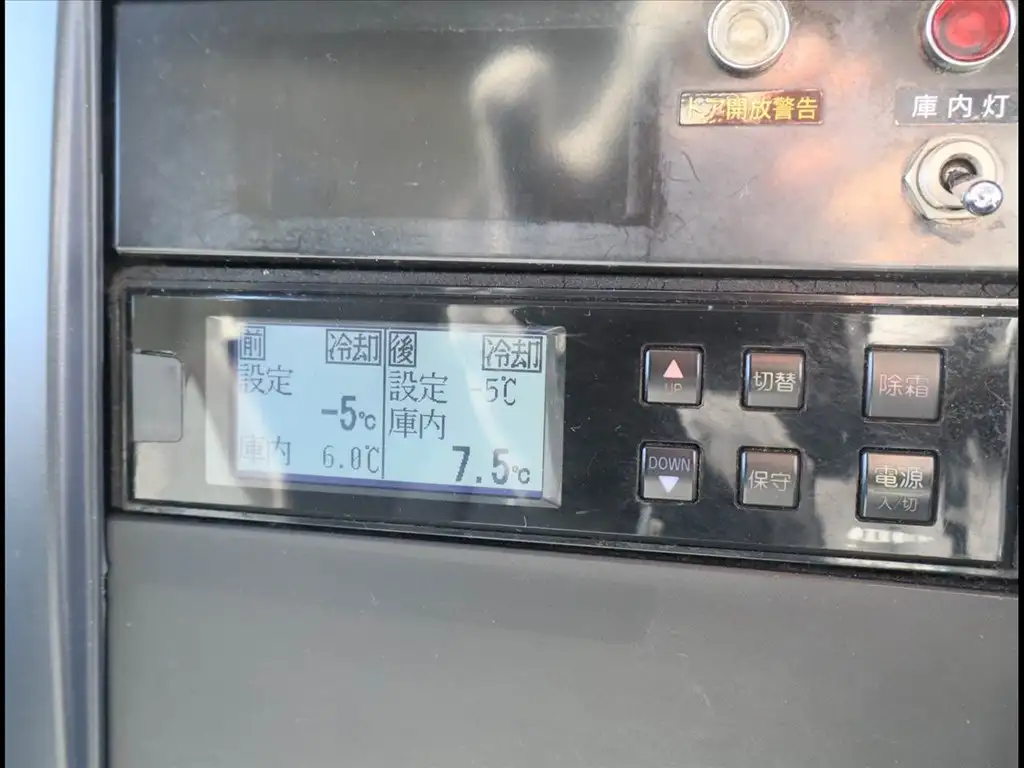 ドア開放警告
庫内灯
前 冷却
設定
-5℃
庫内 6.0℃
後 冷却
設定 -5℃
庫内
7.5℃
UP
切替
除霜
DOWN
保守
電源
入/切